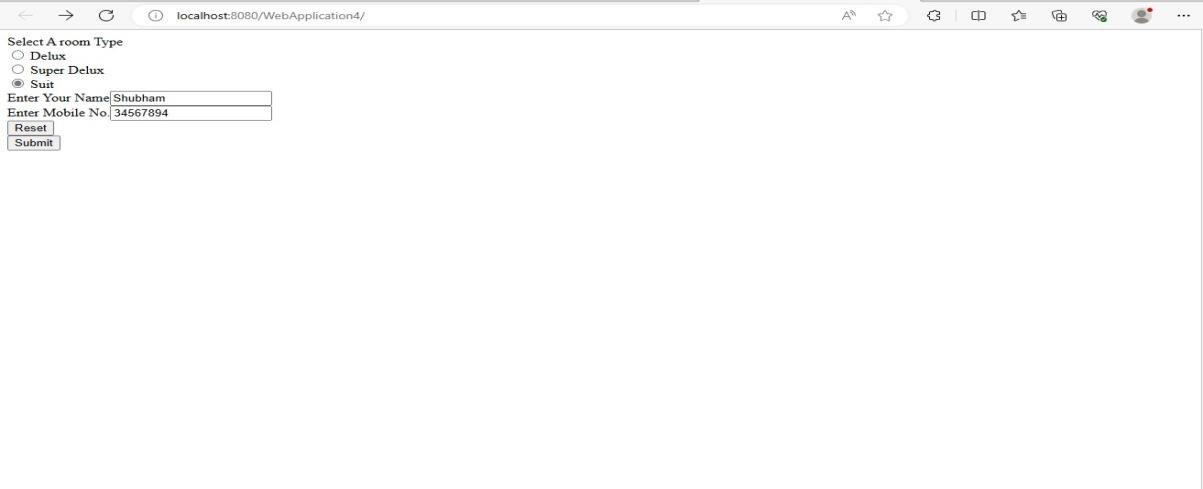 localhost:8080/WebApplication4/
Select A room Type
Delux
Super Delux
Suit
Enter Your Name Shubham
Enter Mobile No. 34567894
Reset
Submit